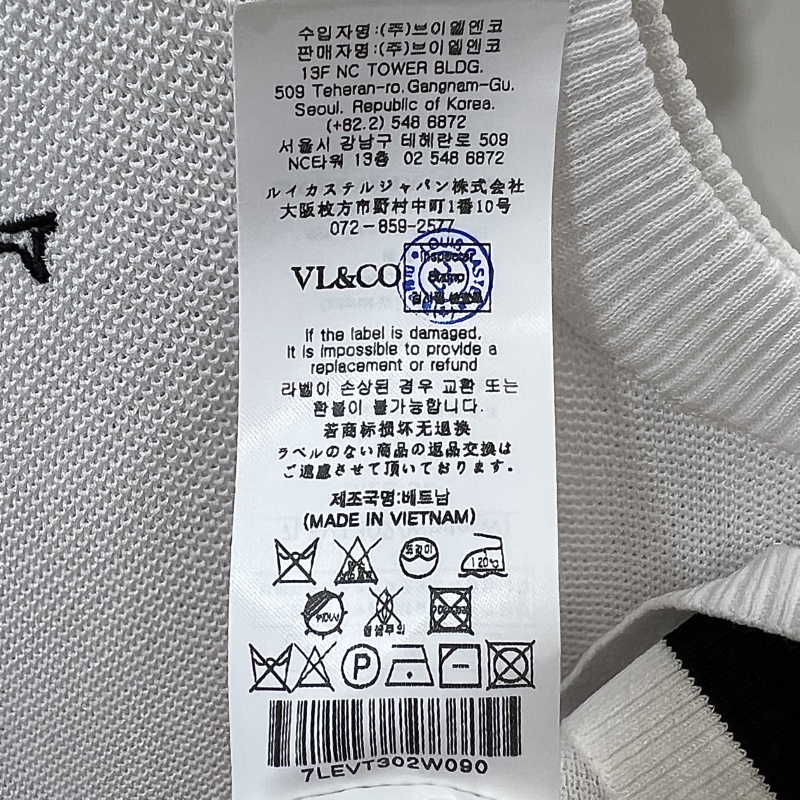 수입자명:(주)브이엘엔코
판매자명:(주)브이엘엔코
13F NC TOWER BLDG.
509 Teheran-ro, Gangnam-Gu.
Seoul, Republic of Korea.
(+82.2) 548 6872
서울시 강남구 테헤란로 509
NC타워 13층 02 548 6872
ルイカステルジャパン株式会社
大阪枚方市野村中町1番10号
072-859-2577
VL&CO
Inspector
If the label is damaged,
It is Impossible to provide a
replacement or refund
라벨이 손상된 경우 교환 또는
환불이 불가능합니다.
若商标损坏无退换
ラベルのない商品の返品交換は
ご遠慮させて頂いております。
제조국명:베트남
(MADE IN VIETNAM)
드라이
120℃
P
7LEVT302W090